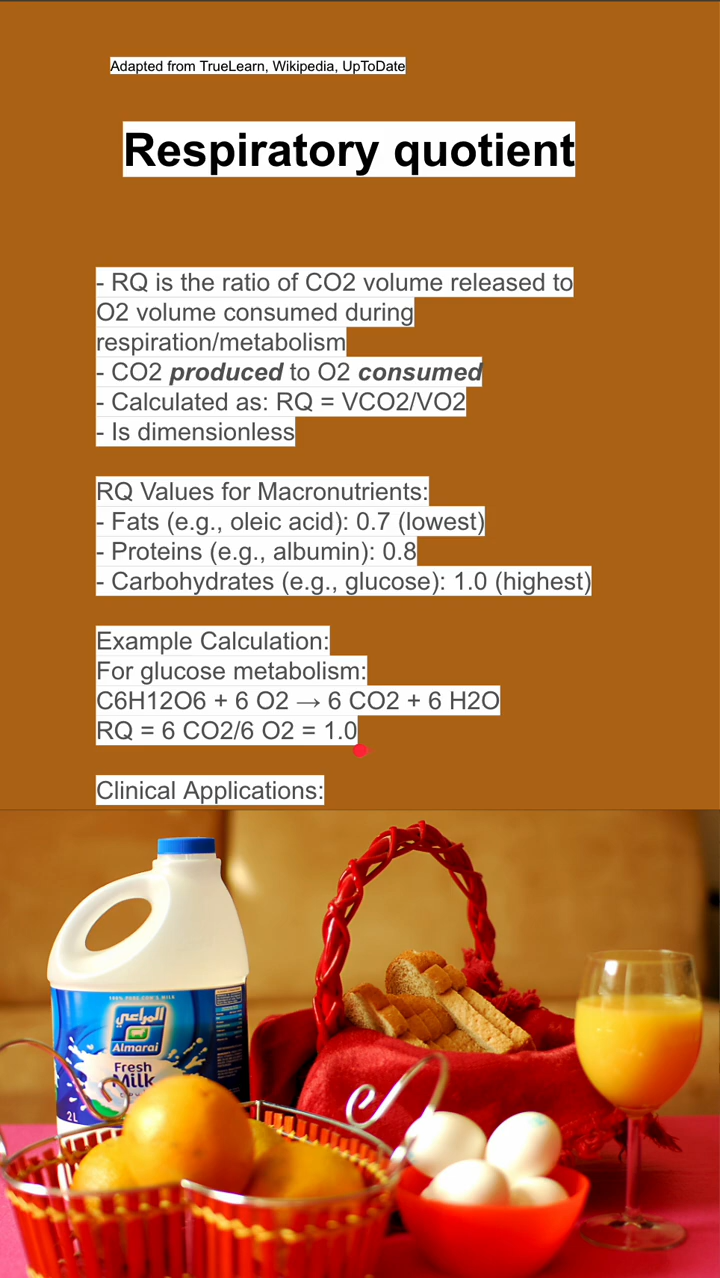 Adapted from TrueLearn, Wikipedia, UpToDate
Respiratory quotient
- RQ is the ratio of CO2 volume released to
O2 volume consumed during
respiration/metabolism
- CO2 produced to O2 consumed
- Calculated as: RQ = VCO2/VO2
- Is dimensionless
RQ Values for Macronutrients:
- Fats (e.g., oleic acid): 0.7 (lowest)
- Proteins (e.g., albumin): 0.8
- Carbohydrates (e.g., glucose): 1.0 (highest)
Example Calculation:
For glucose metabolism:
C6H12O6 + 6 O2 → 6 CO2 + 6 H2O
RQ = 6 CO2/6 O2 = 1.0
Clinical Applications:
100% PURE COW'S MILK
المراعي
Almarai
Fresh
Milk
2L